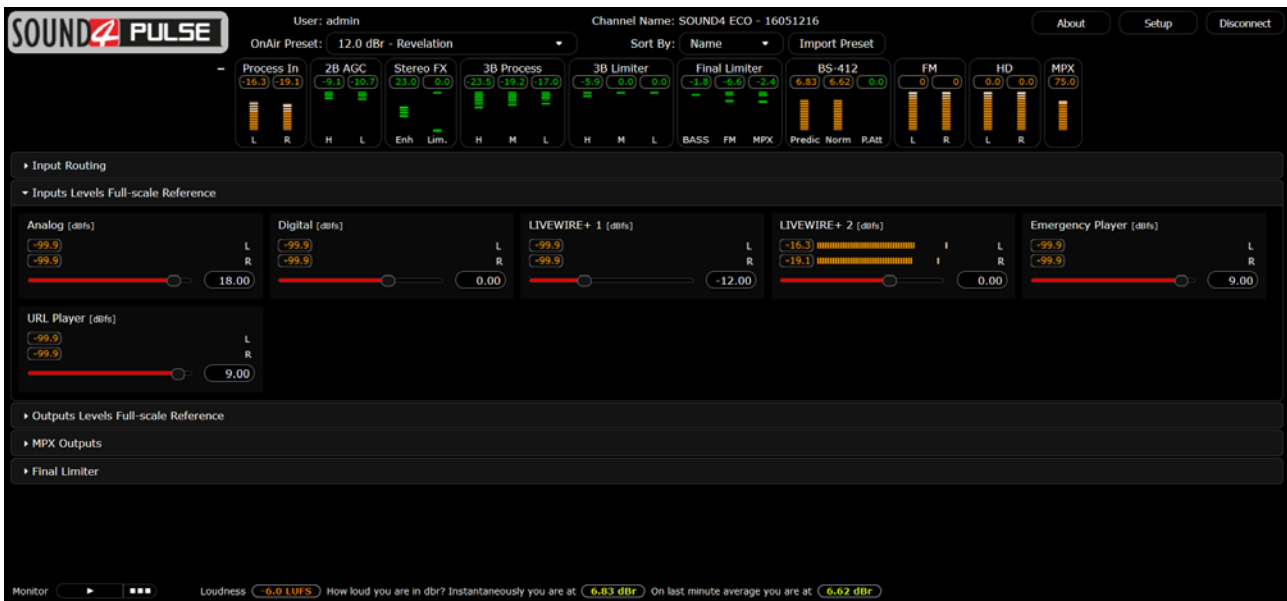 SOUND4 PULSE
User: admin
Channel Name: SOUND4 ECO - 16051216
About Setup Disconnect
OnAir Preset: 12.0 dBr - Revelation
Sort By: Name
Import Preset
Process In 2B AGC Stereo FX 3B Process 3B Limiter Final Limiter BS-412 FM HD MPX
-16.3 -19.1 -9.1 -10.7 23.0 0.0 -23.5 -19.2 -17.0 -5.9 0.0 0.0 -1.8 -6.6 -2.4 6.83 6.62 0.0 0 0 0.0 0.0 75.0
L R H L Enh Lim. H M L H M L BASS FM MPX Predic Norm P.Att L R L R
Input Routing
Inputs Levels Full-scale Reference
Analog [dBfs] Digital [dBfs] LIVEWIRE+ 1 [dBfs] LIVEWIRE+ 2 [dBfs] Emergency Player [dBfs]
-99.9 L -99.9 L -99.9 L -16.3 L -99.9 L
-99.9 R -99.9 R -99.9 R -19.1 R -99.9 R
18.00 0.00 -12.00 0.00 9.00
URL Player [dBfs]
-99.9 L
-99.9 R
9.00
Outputs Levels Full-scale Reference
MPX Outputs
Final Limiter
Monitor Loudness -6.0 LUFS How loud you are in dbr? Instantaneously you are at 6.83 dBr On last minute average you are at 6.62 dBr